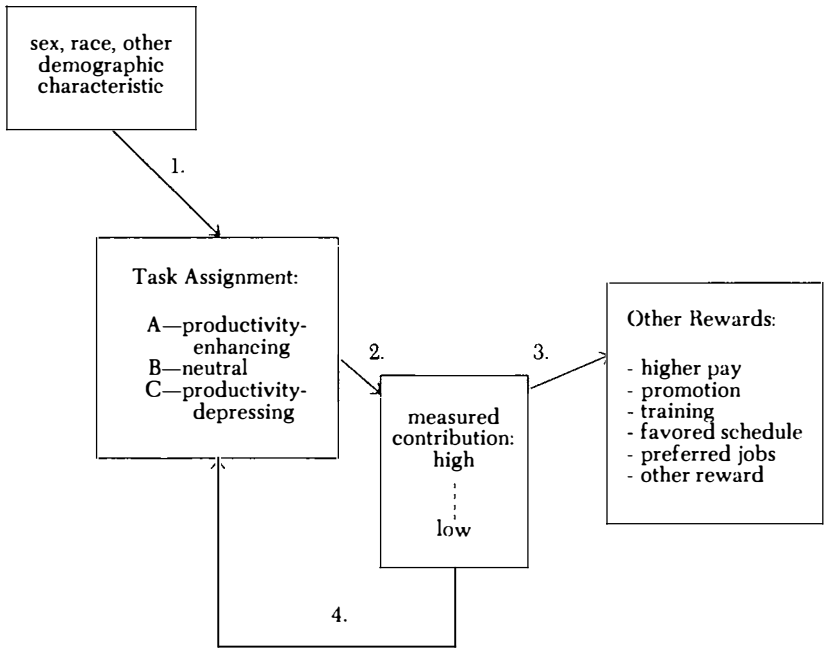 sex, race, other
demographic
characteristic
1.
Task Assignment:
A—productivity-
enhancing
B—neutral
C—productivity-
depressing
2.
measured
contribution:
high
low
3.
Other Rewards:
- higher pay
- promotion
- training
- favored schedule
- preferred jobs
- other reward
4.